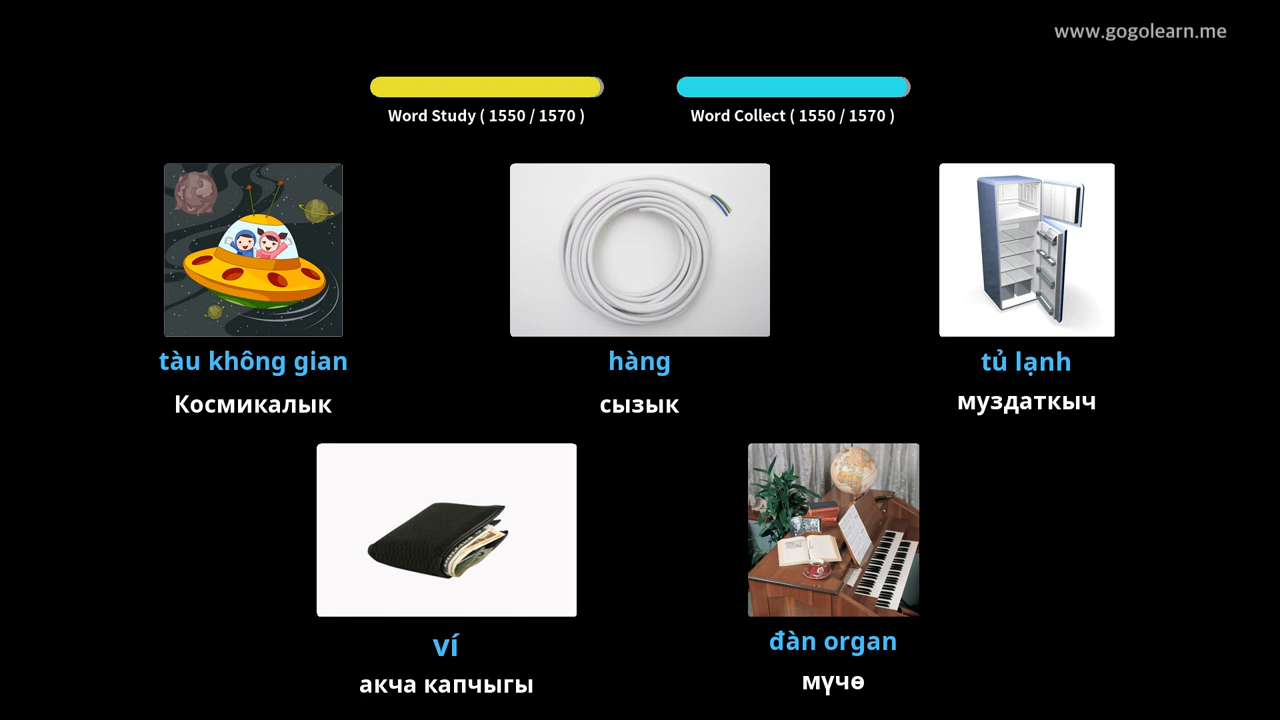 www.gogolearn.me
Word Study ( 1550 / 1570 )
Word Collect ( 1550 / 1570 )
tàu không gian
hàng
tủ lạnh
Космикалык
сызык
муздаткыч
ví
đàn organ
акча капчыгы
мүчө